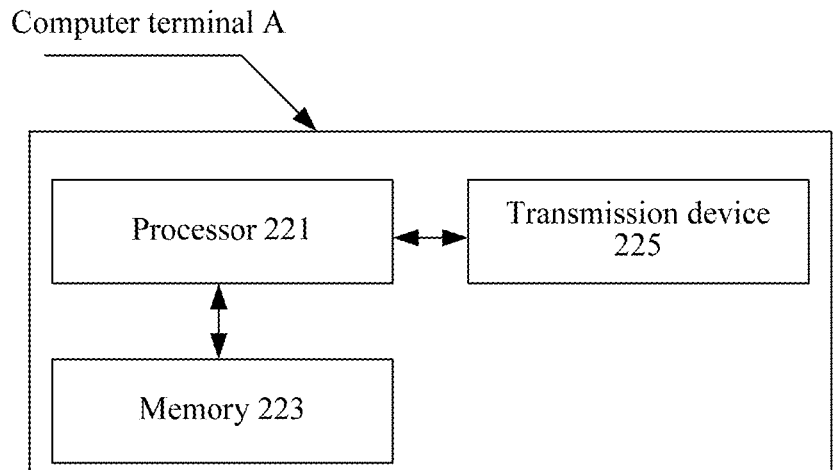 Computer terminal A
Processor 221
Transmission device
225
Memory 223